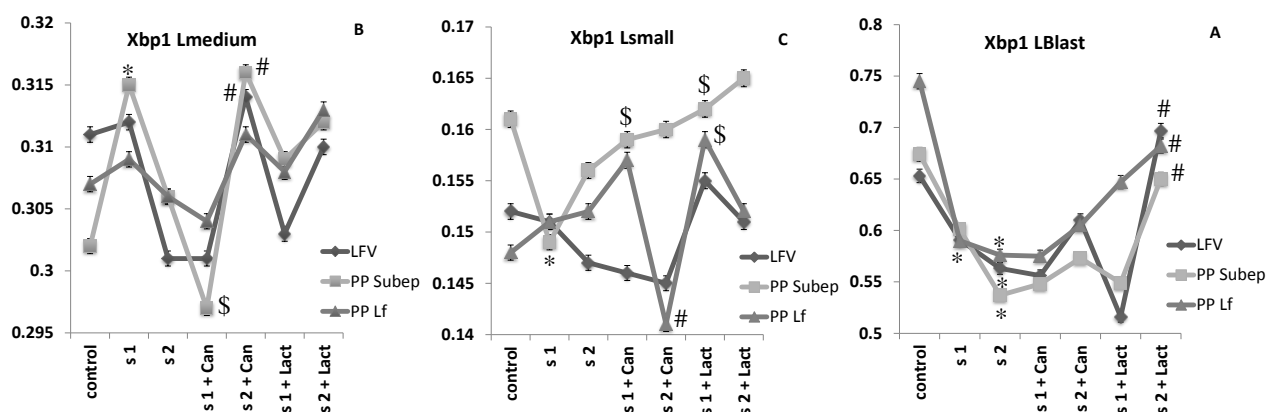 Xbp1 Lmedium
B
0.32
0.315
0.31
0.305
0.3
0.295
*
#
#
$
LFV
PP Subep
PP Lf
control
s 1
s 2
s 1 + Can
s 2 + Can
s 1 + Lact
s 2 + Lact
Xbp1 Lsmall
C
0.17
0.165
0.16
0.155
0.15
0.145
0.14
*
$
#
$
$
LFV
PP Subep
PP Lf
control
s 1
s 2
s 1 + Can
s 2 + Can
s 1 + Lact
s 2 + Lact
Xbp1 LBlast
A
0.8
0.75
0.7
0.65
0.6
0.55
0.5
*
*
*
*
#
#
#
LFV
PP Subep
PP Lf
control
s 1
s 2
s 1 + Can
s 2 + Can
s 1 + Lact
s 2 + Lact